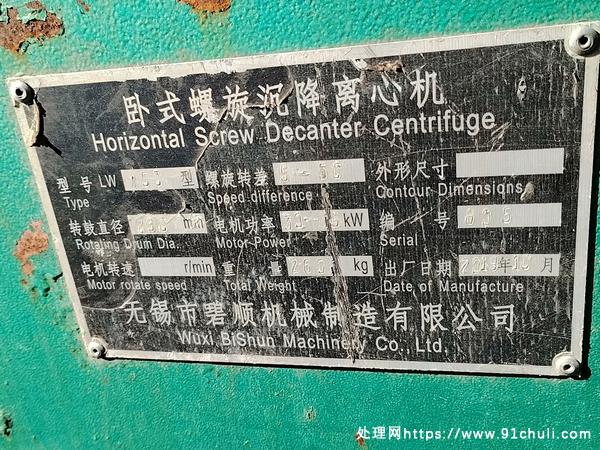 卧式螺旋沉降离心机
Horizontal Screw Decanter Centrifuge
型号 LW 型 螺旋转差 外形尺寸
Type Speed difference Contour Dimensions
转鼓直径 mm 电机功率 kW 编号
Rotating Drum Dia. Motor Power Serial
电机转速 r/min 重 kg 出厂日期 年 月
Motor rotate speed Total Weight Date of Manufacture
无锡市碧顺机械制造有限公司
Wuxi BiShun Machinery Co., Ltd.
处理网https://www.91chuli.com